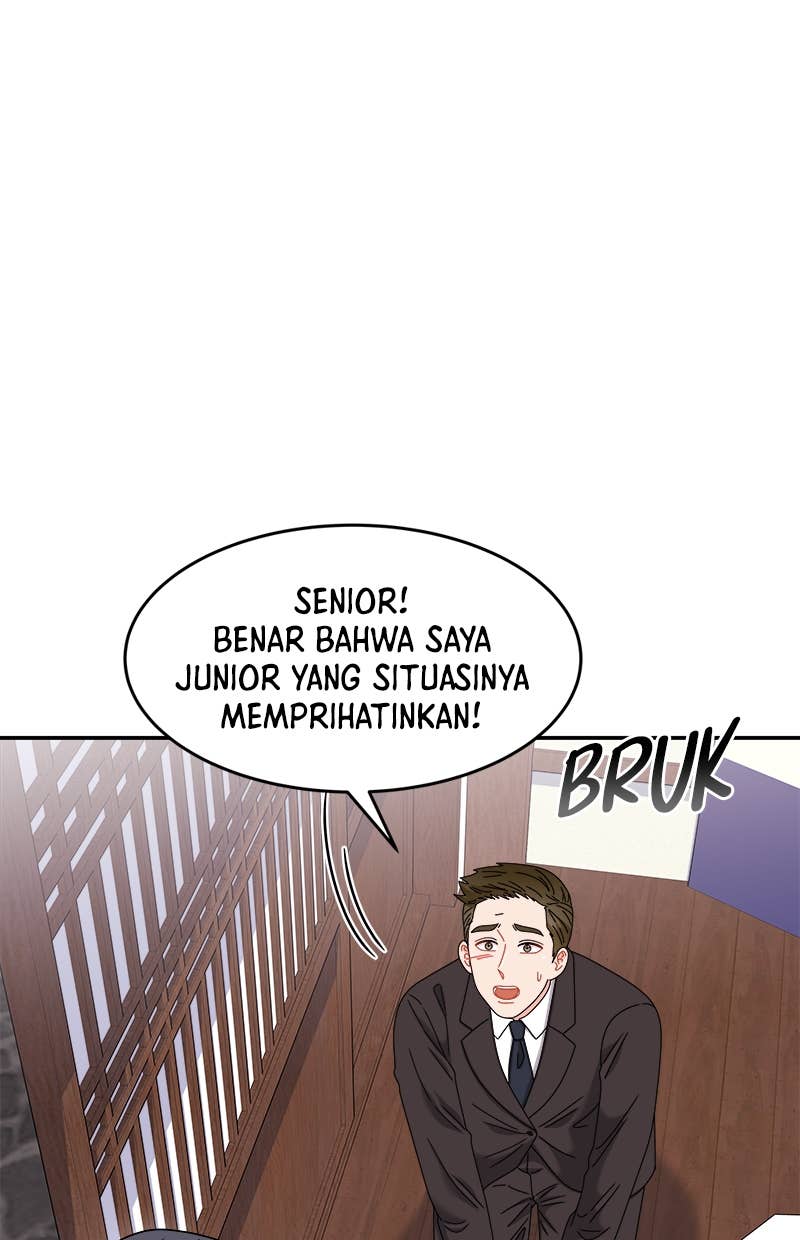 SENIOR!
BENAR BAHWA SAYA
JUNIOR YANG SITUASINYA
MEMPRIHATINKAN!
BRUK